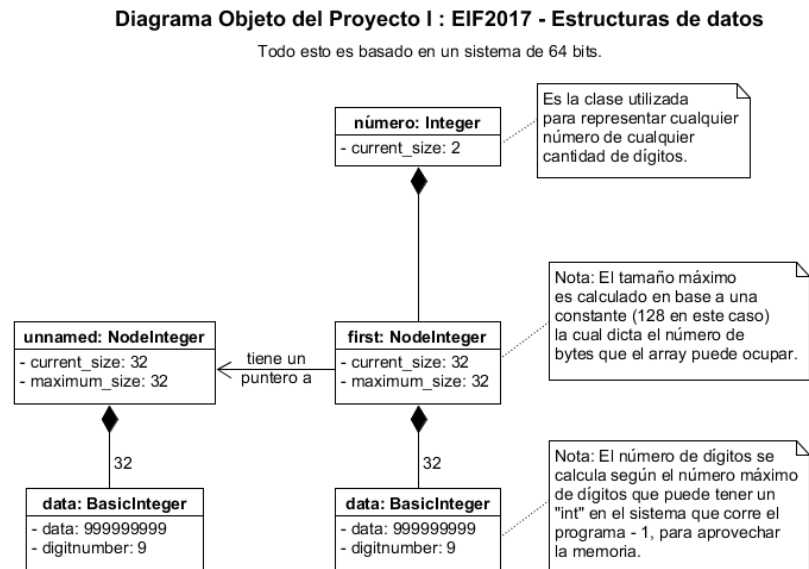 Diagrama Objeto del Proyecto I : EIF2017 - Estructuras de datos
Todo esto es basado en un sistema de 64 bits.
número: Integer
- current_size: 2
Es la clase utilizada
para representar cualquier
número de cualquier
cantidad de dígitos.
unnamed: NodeInteger
- current_size: 32
- maximum_size: 32
tiene un
puntero a
first: NodeInteger
- current_size: 32
- maximum_size: 32
Nota: El tamaño máximo
es calculado en base a una
constante (128 en este caso)
la cual dicta el número de
bytes que el array puede ocupar.
32
32
data: BasicInteger
- data: 999999999
- digitnumber: 9
data: BasicInteger
- data: 999999999
- digitnumber: 9
Nota: El número de dígitos se
calcula según el número máximo
de dígitos que puede tener un
"int" en el sistema que corre el
programa - 1, para aprovechar
la memoria.